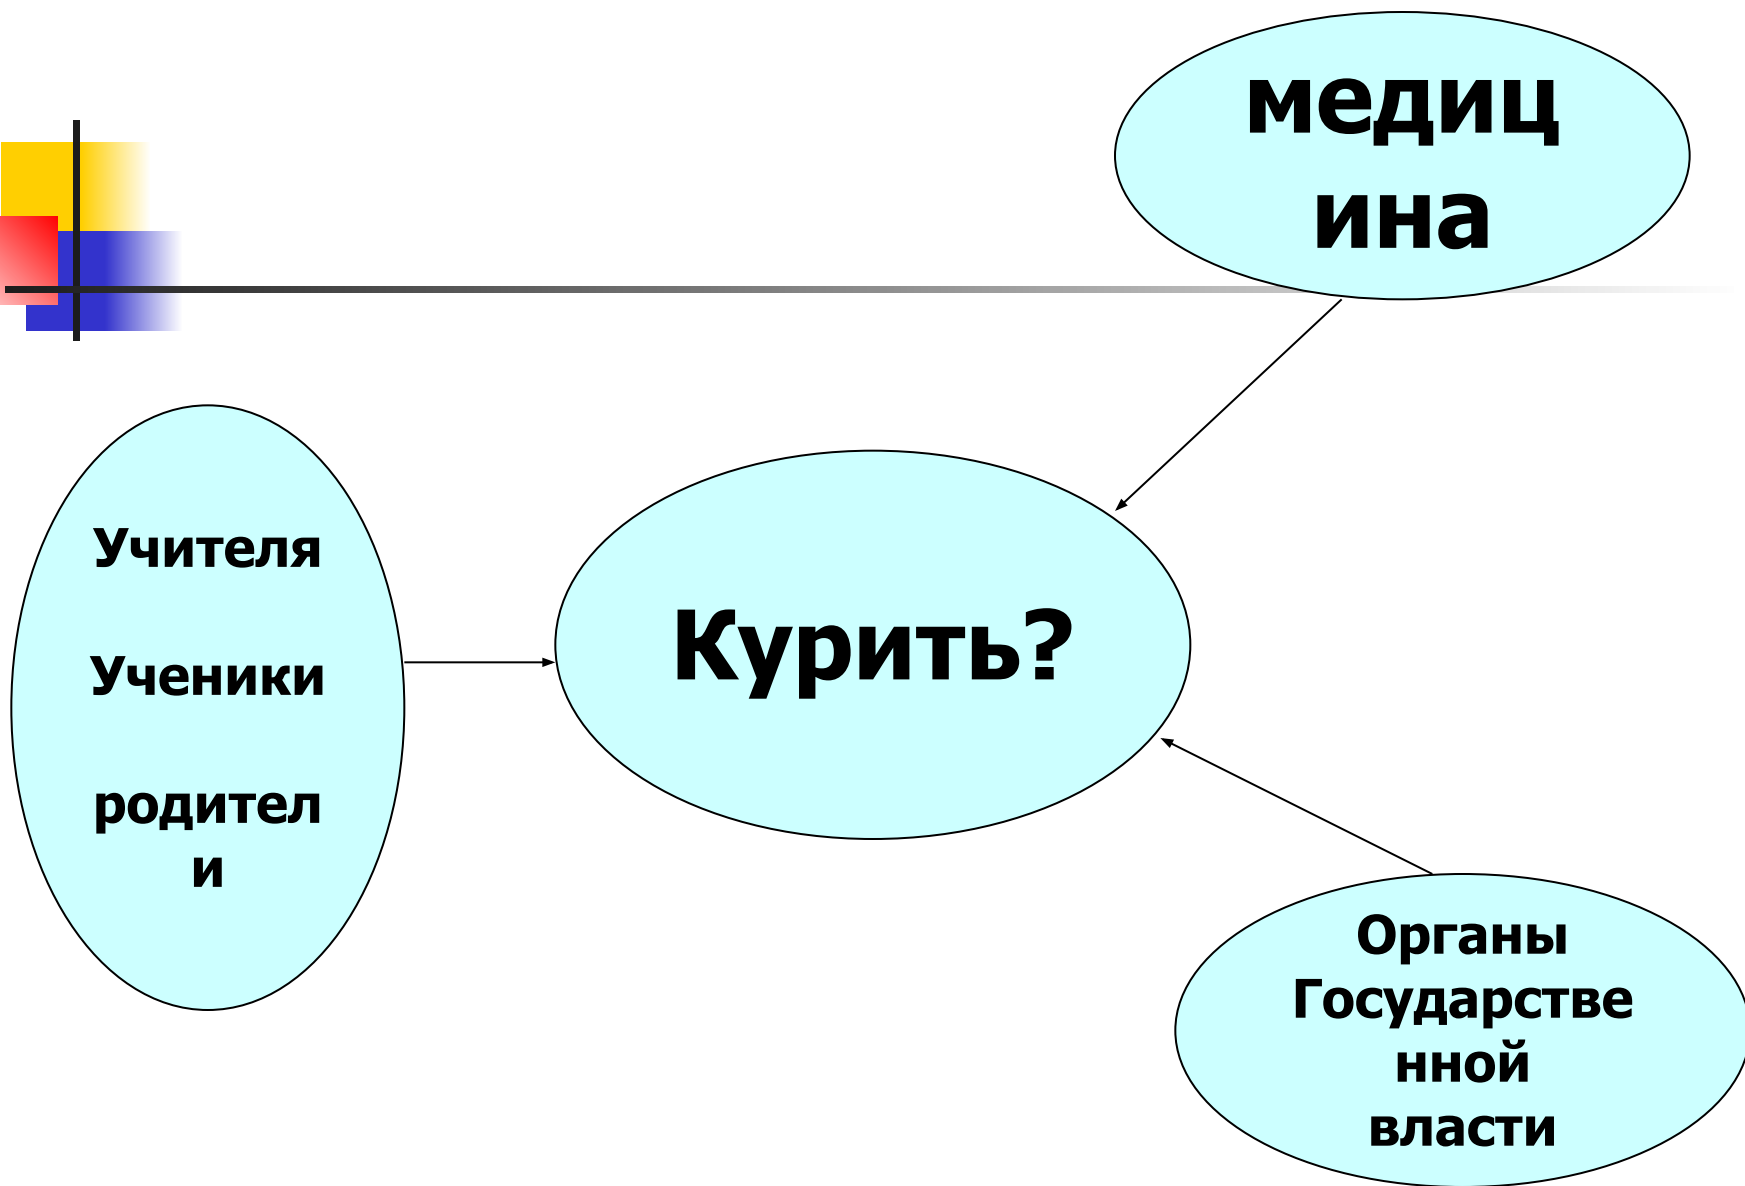 медиц
ина
Учителя
Ученики
родител
и
Курить?
Органы
Государстве
нной
власти